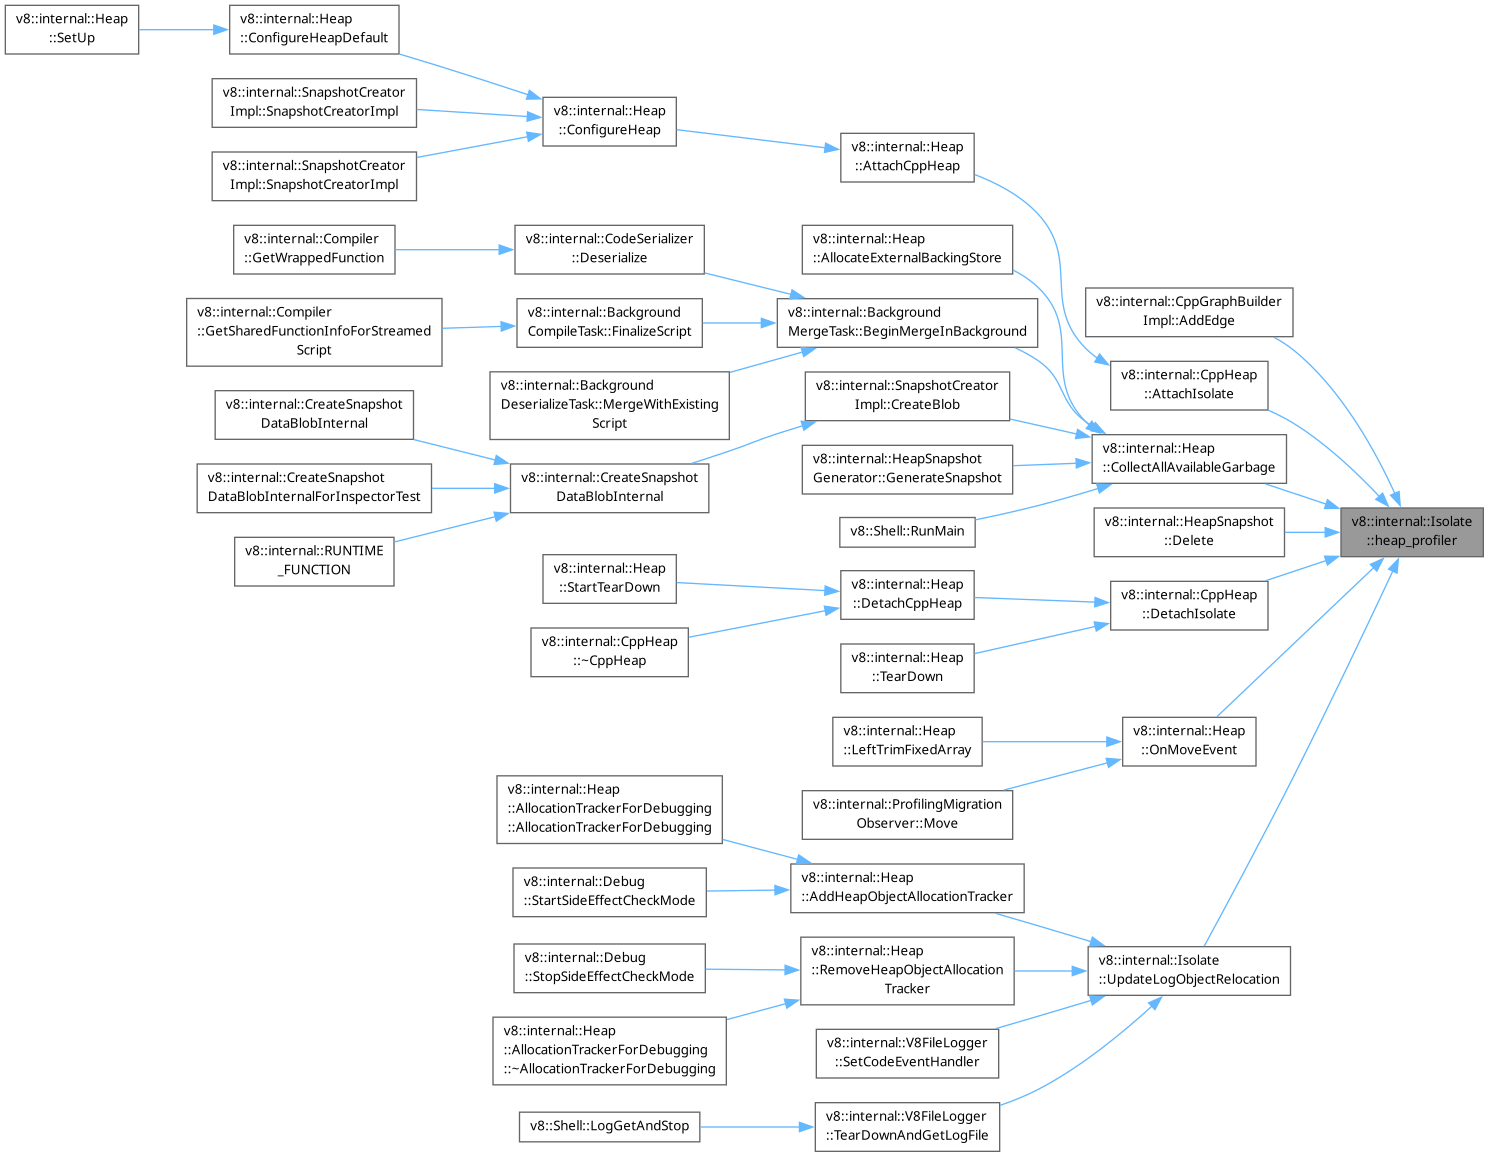 v8::internal::Heap
::SetUp
v8::internal::Heap
::ConfigureHeapDefault
v8::internal::SnapshotCreator
Impl::SnapshotCreatorImpl
v8::internal::SnapshotCreator
Impl::SnapshotCreatorImpl
v8::internal::Heap
::ConfigureHeap
v8::internal::Heap
::AttachCppHeap
v8::internal::Compiler
::GetWrappedFunction
v8::internal::CodeSerializer
::Deserialize
v8::internal::Heap
::AllocateExternalBackingStore
v8::internal::Compiler
::GetSharedFunctionInfoForStreamed
Script
v8::internal::Background
CompileTask::FinalizeScript
v8::internal::Background
MergeTask::BeginMergeInBackground
v8::internal::CppGraphBuilder
Impl::AddEdge
v8::internal::Background
DeserializeTask::MergeWithExisting
Script
v8::internal::SnapshotCreator
Impl::CreateBlob
v8::internal::CppHeap
::AttachIsolate
v8::internal::CreateSnapshot
DataBlobInternal
v8::internal::CreateSnapshot
DataBlobInternalForInspectorTest
v8::internal::RUNTIME
_FUNCTION
v8::internal::CreateSnapshot
DataBlobInternal
v8::internal::HeapSnapshot
Generator::GenerateSnapshot
v8::internal::Heap
::CollectAllAvailableGarbage
v8::Shell::RunMain
v8::internal::HeapSnapshot
::Delete
v8::internal::Isolate
::heap_profiler
v8::internal::Heap
::StartTearDown
v8::internal::Heap
::DetachCppHeap
v8::internal::CppHeap
::DetachIsolate
v8::internal::CppHeap
::~CppHeap
v8::internal::Heap
::TearDown
v8::internal::Heap
::LeftTrimFixedArray
v8::internal::Heap
::OnMoveEvent
v8::internal::ProfilingMigration
Observer::Move
v8::internal::Heap
::AllocationTrackerForDebugging
::AllocationTrackerForDebugging
v8::internal::Debug
::StartSideEffectCheckMode
v8::internal::Heap
::AddHeapObjectAllocationTracker
v8::internal::Debug
::StopSideEffectCheckMode
v8::internal::Heap
::RemoveHeapObjectAllocation
Tracker
v8::internal::Isolate
::UpdateLogObjectRelocation
v8::internal::Heap
::AllocationTrackerForDebugging
::~AllocationTrackerForDebugging
v8::internal::V8FileLogger
::SetCodeEventHandler
v8::Shell::LogGetAndStop
v8::internal::V8FileLogger
::TearDownAndGetLogFile